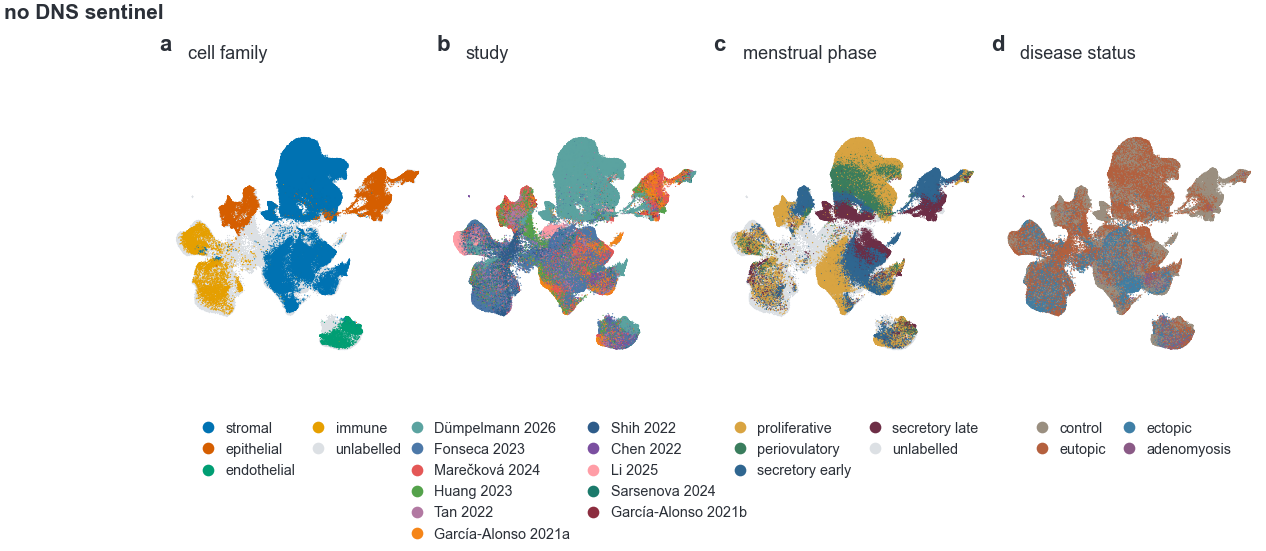 no DNS sentinel
a cell family
b study
c menstrual phase
d disease status
stromal
epithelial
endothelial
immune
unlabelled
Dümpelmann 2026
Fonseca 2023
Marečková 2024
Huang 2023
Tan 2022
García-Alonso 2021a
Shih 2022
Chen 2022
Li 2025
Sarsenova 2024
García-Alonso 2021b
proliferative
periovulatory
secretory early
secretory late
unlabelled
control
eutopic
ectopic
adenomyosis